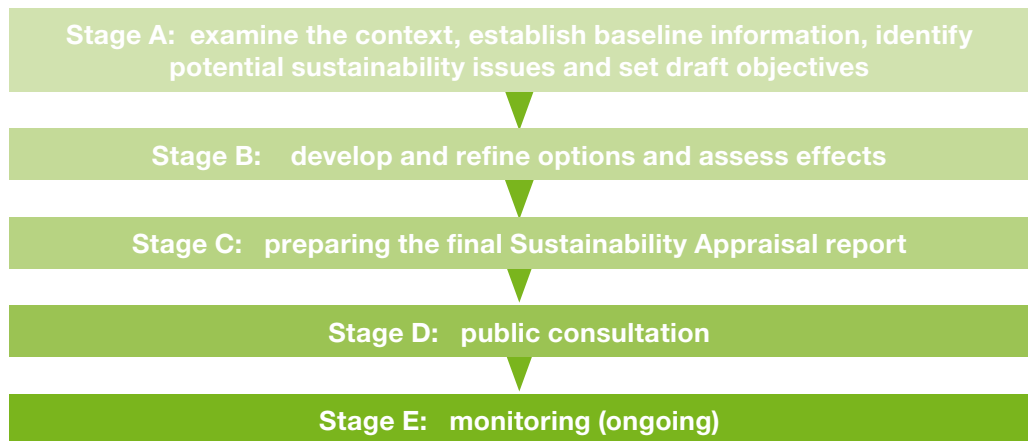 Stage A: examine the context, establish baseline information, identify
potential sustainability issues and set draft objectives
Stage B: develop and refine options and assess effects
Stage C: preparing the final Sustainability Appraisal report
Stage D: public consultation
Stage E: monitoring (ongoing)